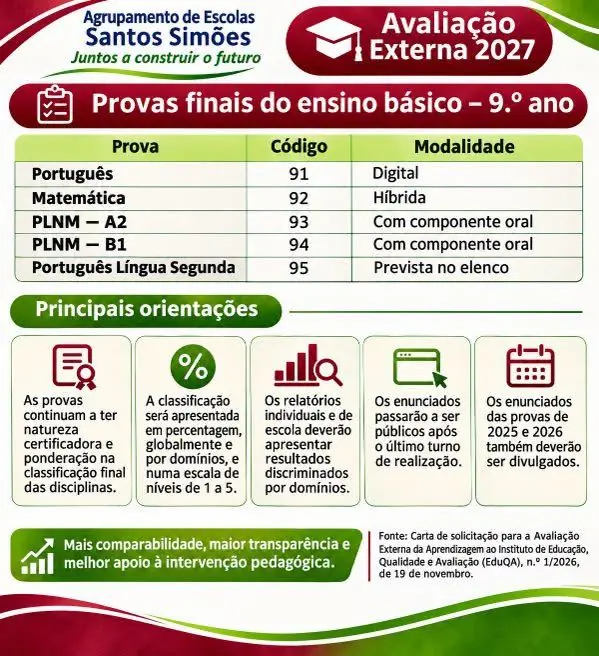 Agrupamento de Escolas
Santos Simões
Juntos a construir o futuro
Avaliação
Externa 2027
Provas finais do ensino básico – 9.º ano
Prova Código Modalidade
Português 91 Digital
Matemática 92 Híbrida
PLNM — A2 93 Com componente oral
PLNM — B1 94 Com componente oral
Português Língua Segunda 95 Prevista no elenco
Principais orientações
As provas
continuam a ter
natureza
certificadora e
ponderação na
classificação final
das disciplinas.
%
A classificação
será apresentada
em percentagem,
globalmente e
por domínios, e
numa escala de
níveis de 1 a 5.
Os relatórios
individuais e de
escola deverão
apresentar
resultados
discriminados
por domínios.
Os enunciados
passarão a ser
públicos após
o último turno
de realização.
Os enunciados
das provas de
2025 e 2026
também deverão
ser divulgados.
Mais comparabilidade, maior transparência e
melhor apoio à intervenção pedagógica.
Fonte: Carta de solicitação para a Avaliação
Externa da Aprendizagem ao Instituto de Educação,
Qualidade e Avaliação (EduQA), n.º 1/2026,
de 19 de novembro.